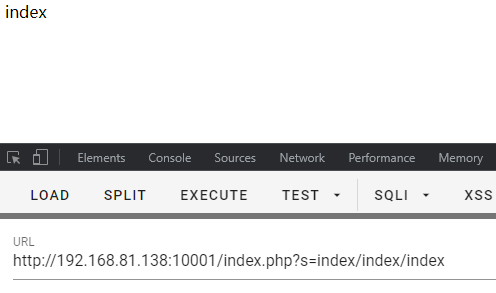 index
Elements Console Sources Network Performance Memory
LOAD SPLIT EXECUTE TEST SQLI XSS
URL
http://192.168.81.138:10001/index.php?s=index/index/index